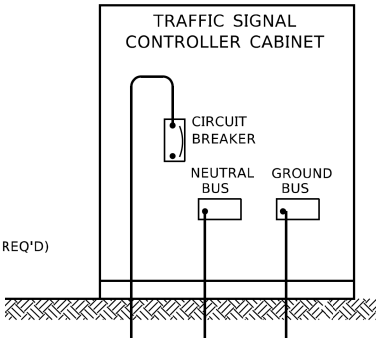 TRAFFIC SIGNAL
CONTROLLER CABINET
CIRCUIT
BREAKER
NEUTRAL
BUS
GROUND
BUS
REQ'D)